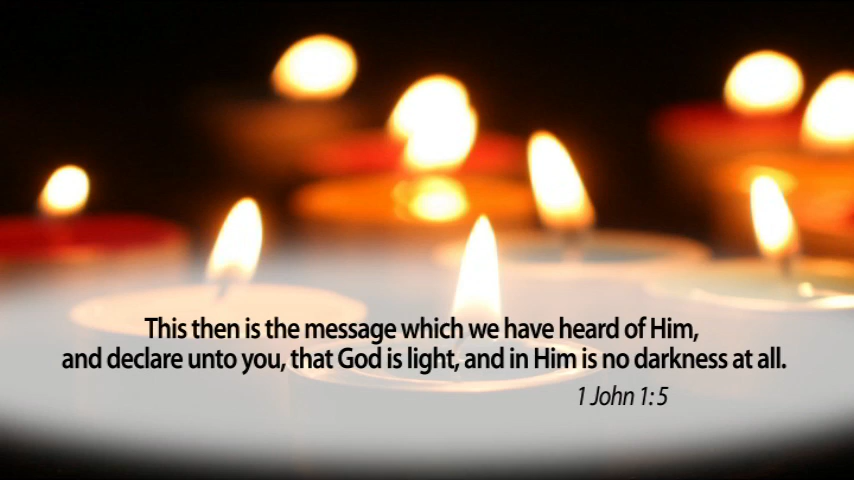 This then is the message which we have heard of Him,
and declare unto you, that God is light, and in Him is no darkness at all.
1 John 1: 5